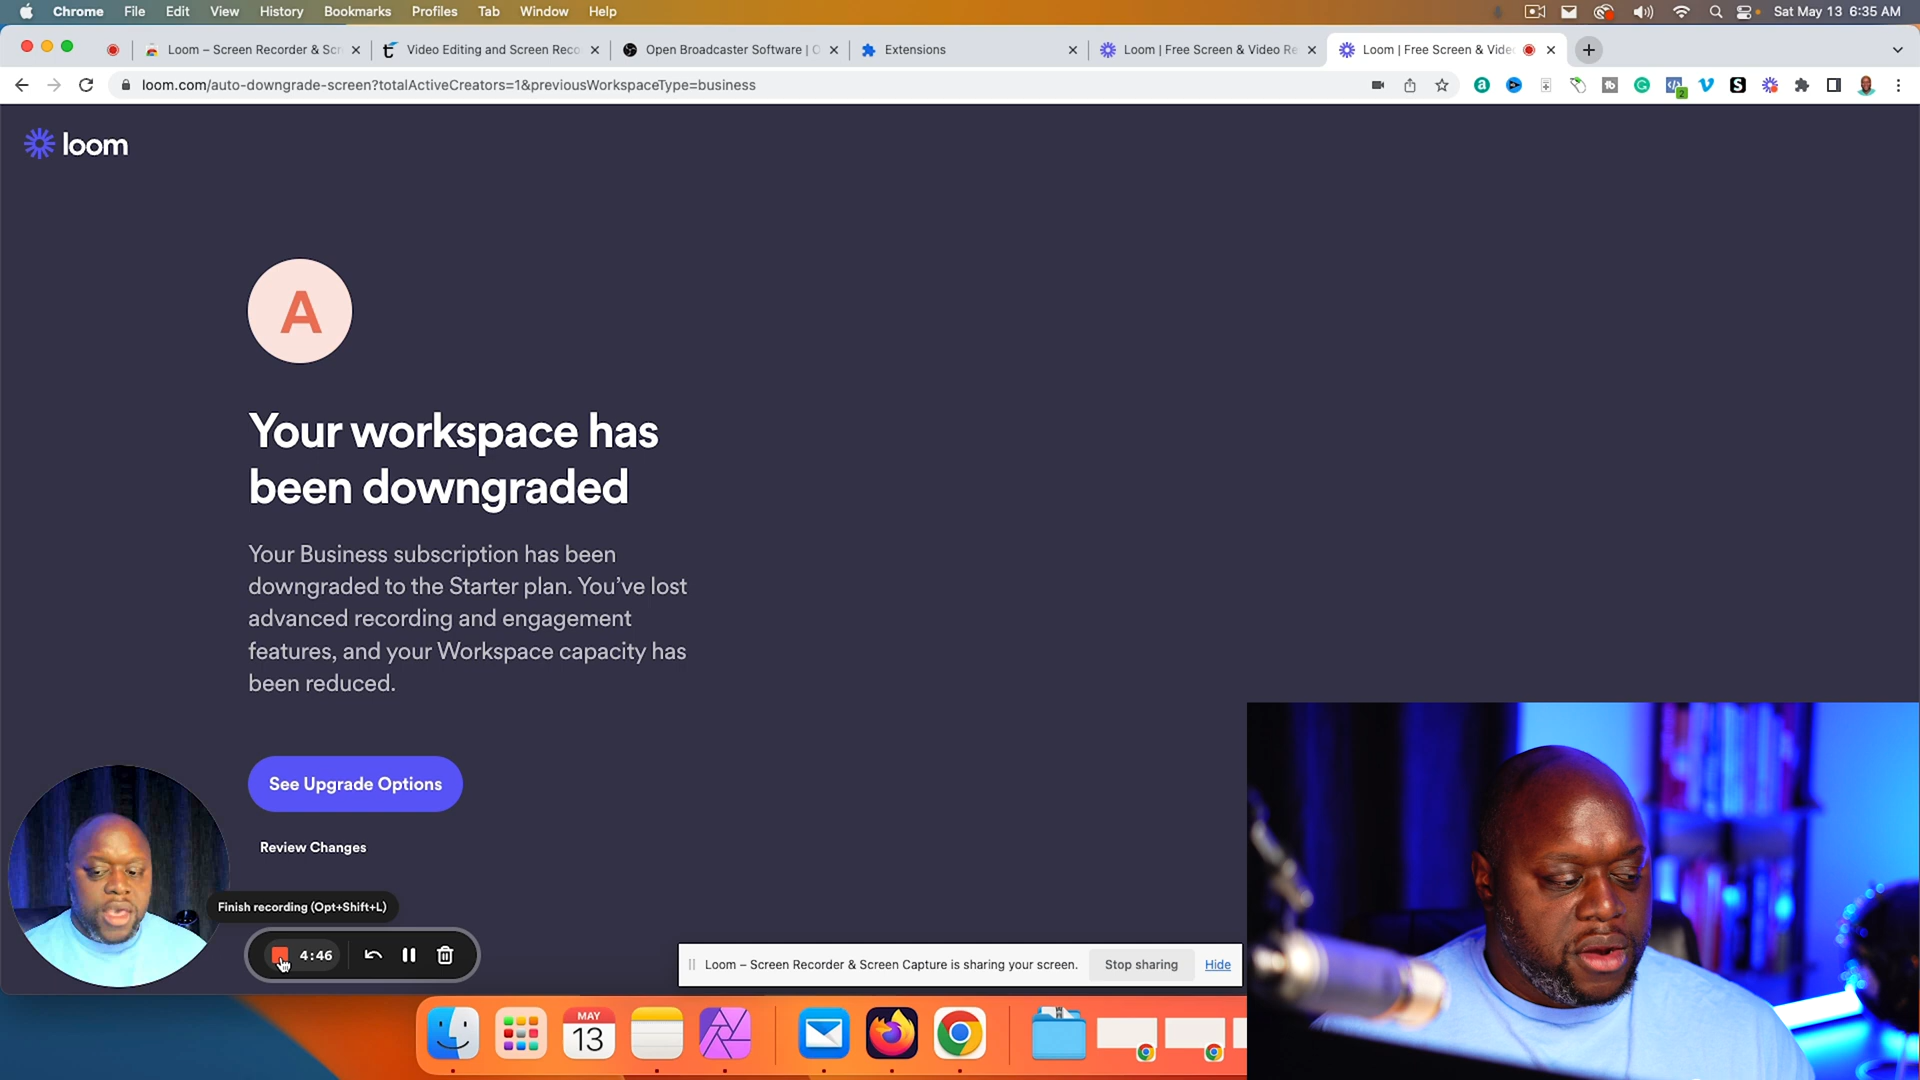 Chrome File Edit View History Bookmarks Profiles Tab Window Help Sat May 13 6:35 AM
Loom – Screen Recorder & Scr Video Editing and Screen Reco Open Broadcaster Software | O Extensions Loom | Free Screen & Video Re Loom | Free Screen & Vide
loom.com/auto-downgrade-screen?totalActiveCreators=1&previousWorkspaceType=business
loom
A
Your workspace has
been downgraded
Your Business subscription has been
downgraded to the Starter plan. You’ve lost
advanced recording and engagement
features, and your Workspace capacity has
been reduced.
See Upgrade Options
Review Changes
Finish recording (Opt+Shift+L)
4:46
Loom – Screen Recorder & Screen Capture is sharing your screen. Stop sharing Hide
MAY
13